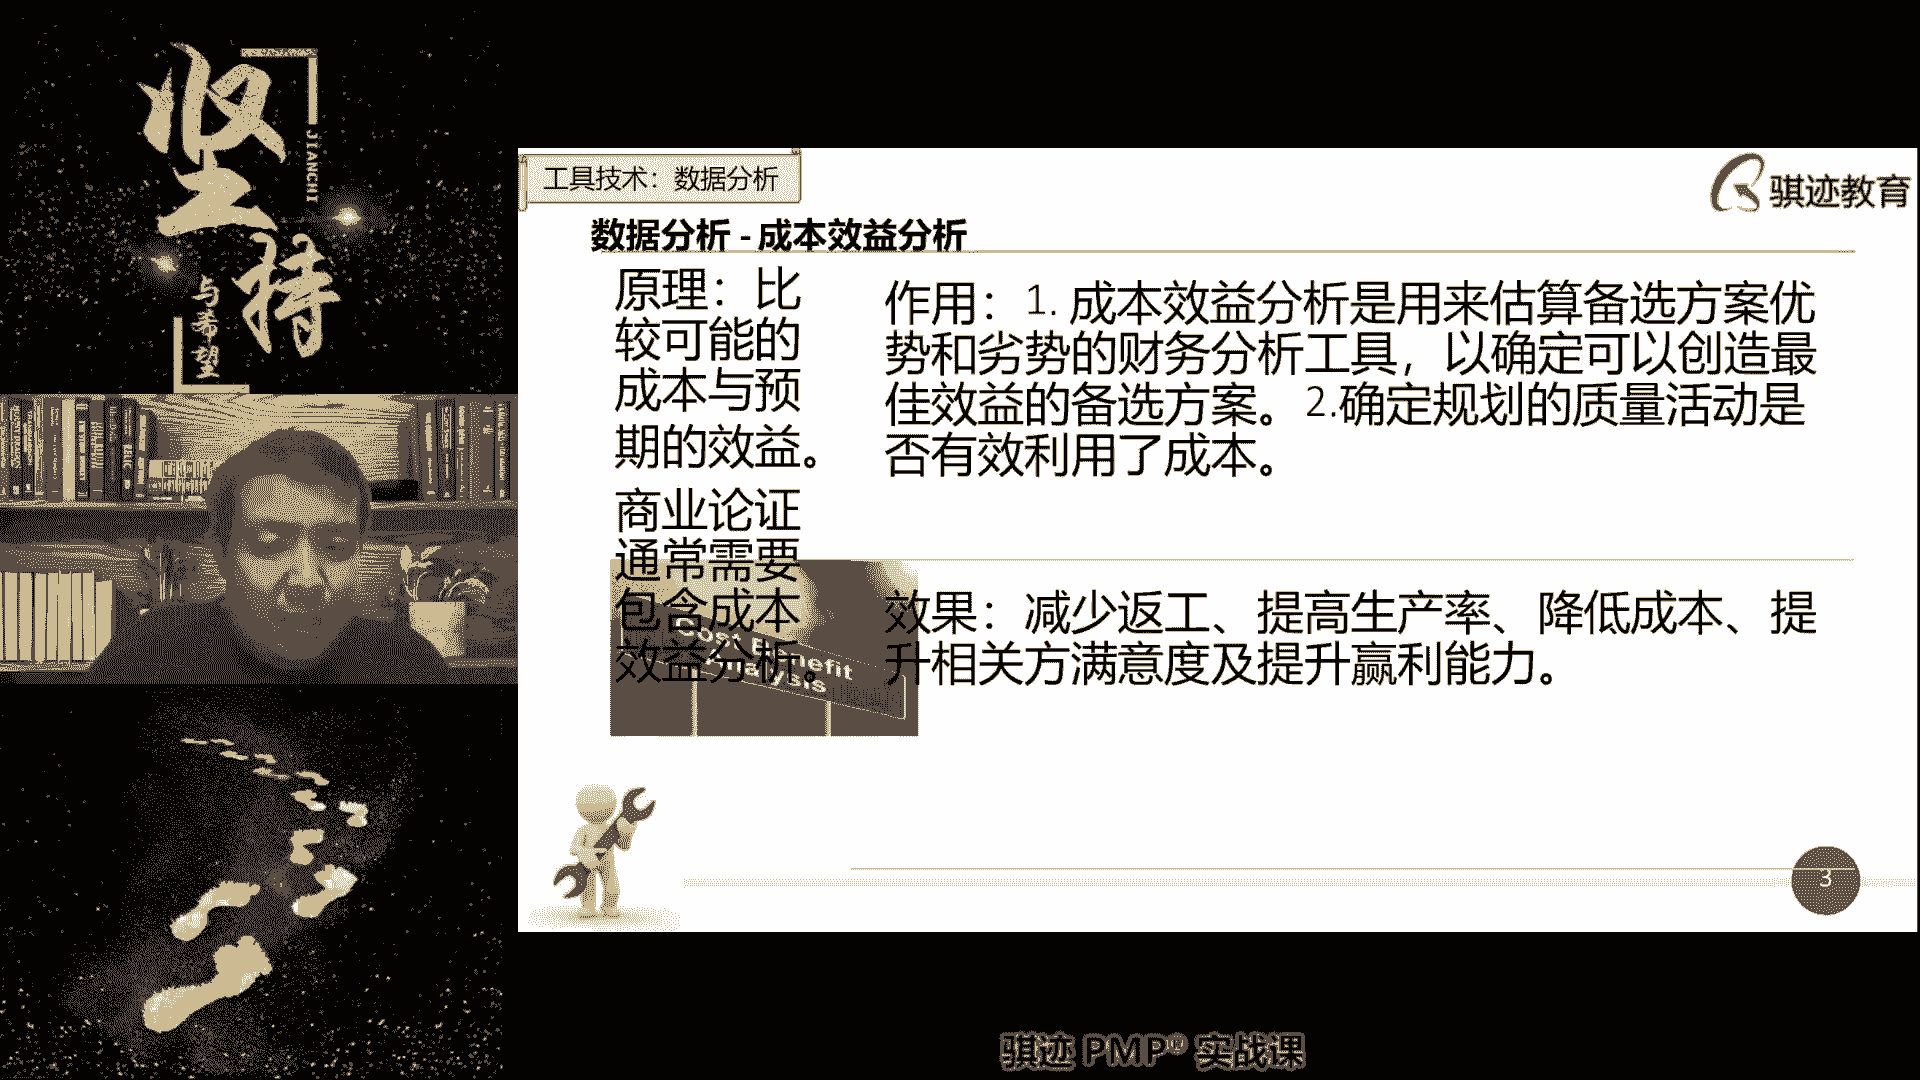 坚持
JIANCHI
与希望
工具技术：数据分析
骐迹教育
数据分析 - 成本效益分析
原理：比
较可能的
成本与预
期的效益。
商业论证
通常需要
包含成本
效益分析。
作用：1. 成本效益分析是用来估算备选方案优
势和劣势的财务分析工具，以确定可以创造最
佳效益的备选方案。2.确定规划的质量活动是
否有效利用了成本。
Cost Benefit
Analysis
效果：减少返工、提高生产率、降低成本、提
升相关方满意度及提升赢利能力。
3
骐迹 PMP® 实战课